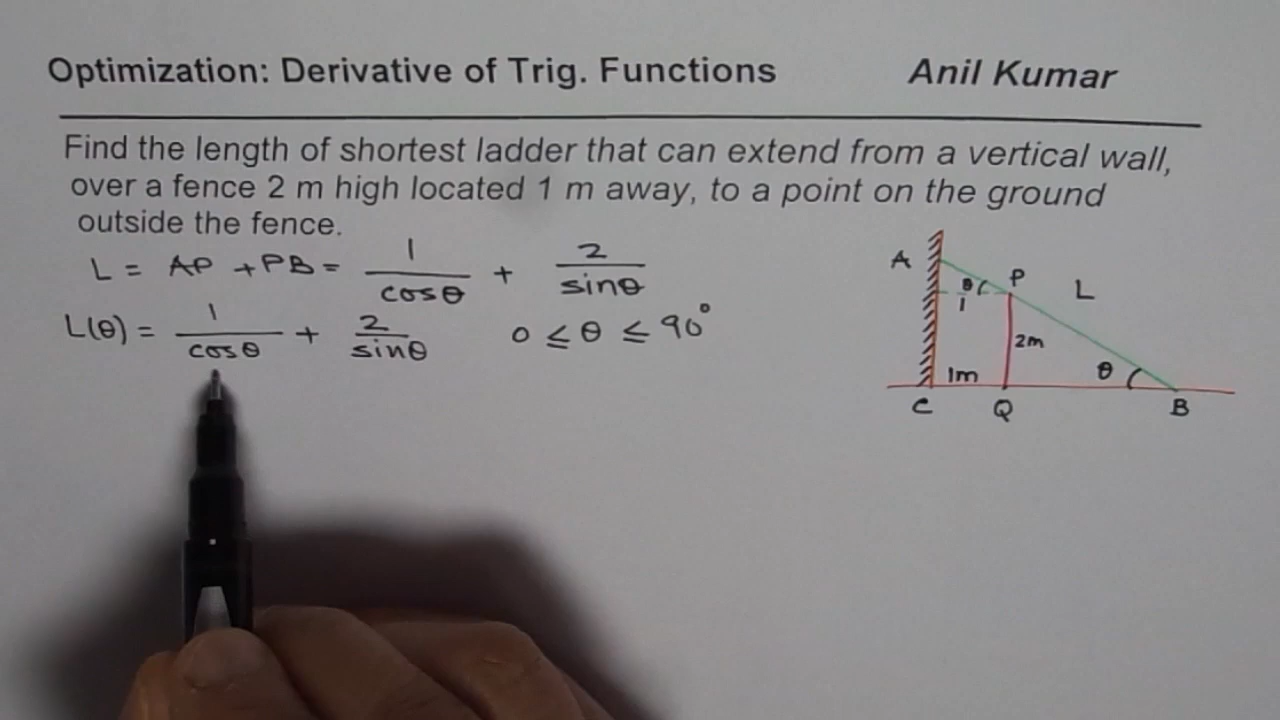 Optimization: Derivative of Trig. Functions Anil Kumar
Find the length of shortest ladder that can extend from a vertical wall,
over a fence 2 m high located 1 m away, to a point on the ground
outside the fence.
L = AP + PB = 1/cosθ + 2/sinθ
L(θ) = 1/cosθ + 2/sinθ 0 ≤ θ ≤ 90°
A
P
L
θ
1
2m
1m
θ
C
Q
B